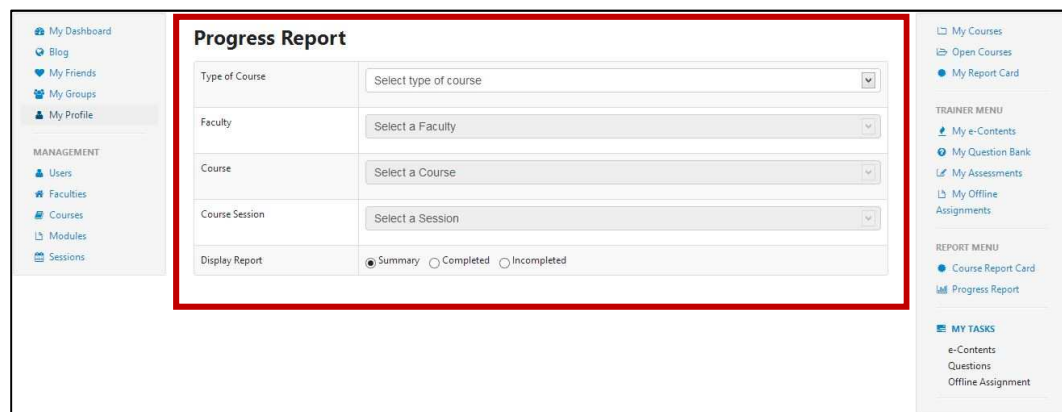 My Dashboard
Blog
My Friends
My Groups
My Profile
MANAGEMENT
Users
Faculties
Courses
Modules
Sessions
Progress Report
Type of Course
Select type of course
Faculty
Select a Faculty
Course
Select a Course
Course Session
Select a Session
Display Report
Summary Completed Incompleted
My Courses
Open Courses
My Report Card
TRAINER MENU
My e-Contents
My Question Bank
My Assessments
My Offline
Assignments
REPORT MENU
Course Report Card
Progress Report
MY TASKS
e-Contents
Questions
Offline Assignment